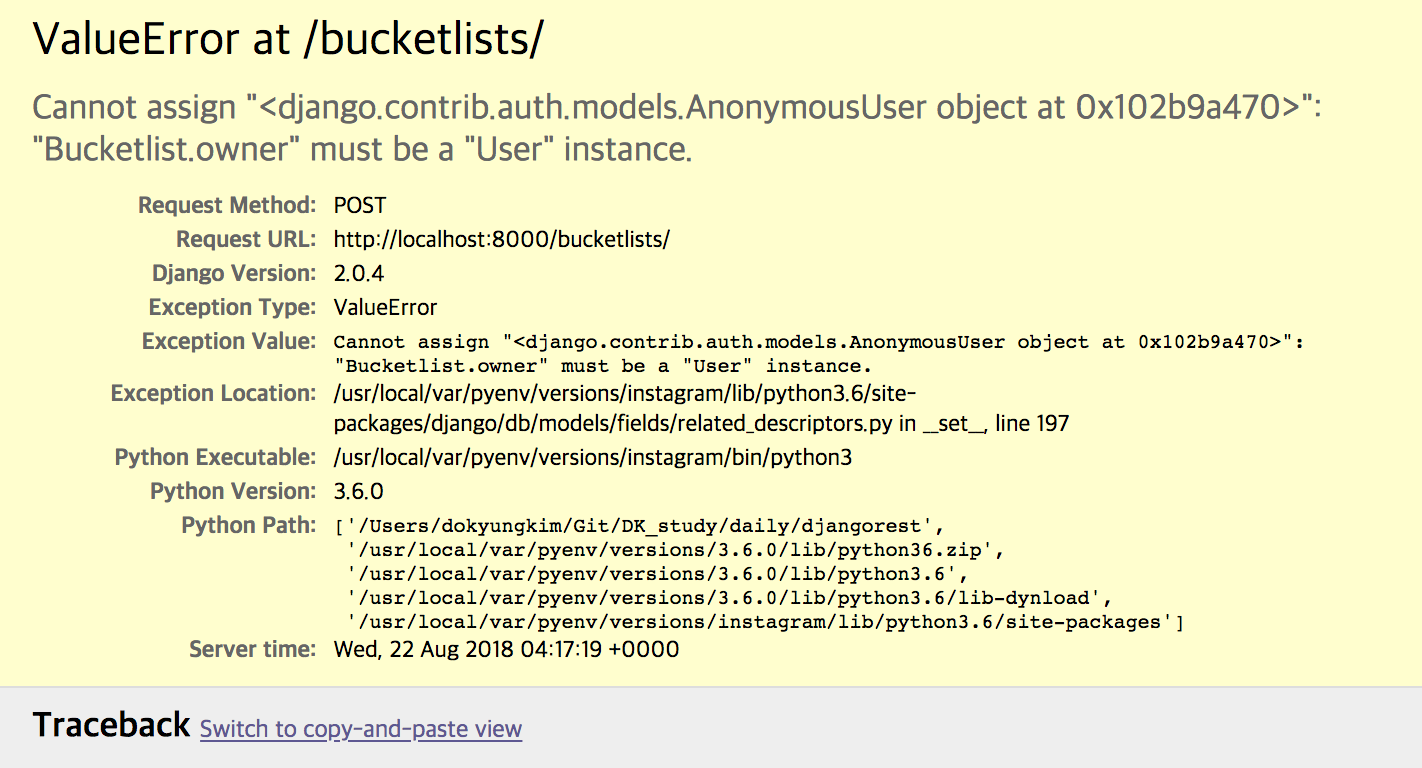 ValueError at /bucketlists/
Cannot assign "<django.contrib.auth.models.AnonymousUser object at 0x102b9a470>":
"Bucketlist.owner" must be a "User" instance.
Request Method: POST
Request URL: http://localhost:8000/bucketlists/
Django Version: 2.0.4
Exception Type: ValueError
Exception Value: Cannot assign "<django.contrib.auth.models.AnonymousUser object at 0x102b9a470>":
"Bucketlist.owner" must be a "User" instance.
Exception Location: /usr/local/var/pyenv/versions/instagram/lib/python3.6/site-
packages/django/db/models/fields/related_descriptors.py in __set__, line 197
Python Executable: /usr/local/var/pyenv/versions/instagram/bin/python3
Python Version: 3.6.0
Python Path: ['/Users/dokyungkim/Git/DK_study/daily/djangorest',
'/usr/local/var/pyenv/versions/3.6.0/lib/python36.zip',
'/usr/local/var/pyenv/versions/3.6.0/lib/python3.6',
'/usr/local/var/pyenv/versions/3.6.0/lib/python3.6/lib-dynload',
'/usr/local/var/pyenv/versions/instagram/lib/python3.6/site-packages']
Server time: Wed, 22 Aug 2018 04:17:19 +0000
Traceback Switch to copy-and-paste view